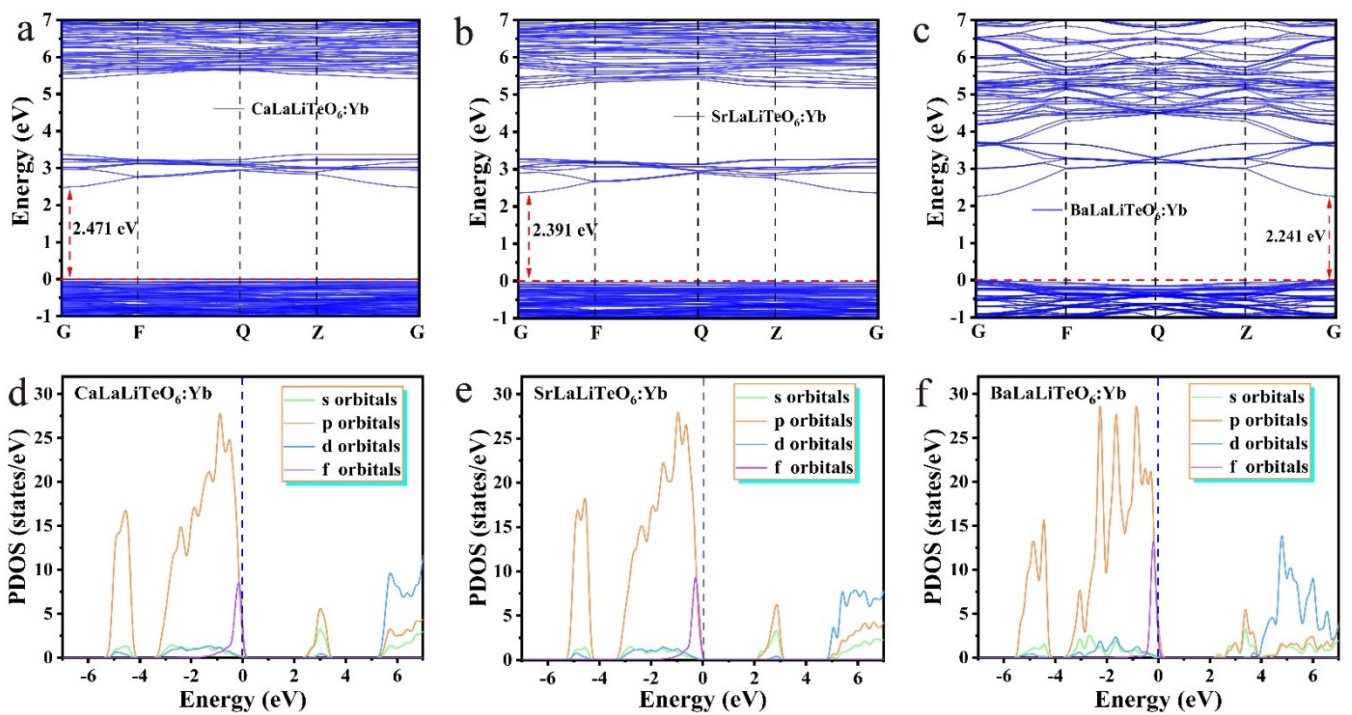 a
7
6
5
4
3
2
1
0
-1
Energy (eV)
CaLaLiTeO6:Yb
2.471 eV
G F Q Z G
b
7
6
5
4
3
2
1
0
-1
Energy (eV)
SrLaLiTeO6:Yb
2.391 eV
G F Q Z G
c
7
6
5
4
3
2
1
0
-1
Energy (eV)
BaLaLiTeO6:Yb
2.241 eV
G F Q Z G
d
30
25
20
15
10
5
0
PDOS (states/eV)
CaLaLiTeO6:Yb
s orbitals
p orbitals
d orbitals
f orbitals
-6 -4 -2 0 2 4 6
Energy (eV)
e
30
25
20
15
10
5
0
PDOS (states/eV)
SrLaLiTeO6:Yb
s orbitals
p orbitals
d orbitals
f orbitals
-6 -4 -2 0 2 4 6
Energy (eV)
f
30
25
20
15
10
5
0
PDOS (states/eV)
BaLaLiTeO6:Yb
s orbitals
p orbitals
d orbitals
f orbitals
-6 -4 -2 0 2 4 6
Energy (eV)